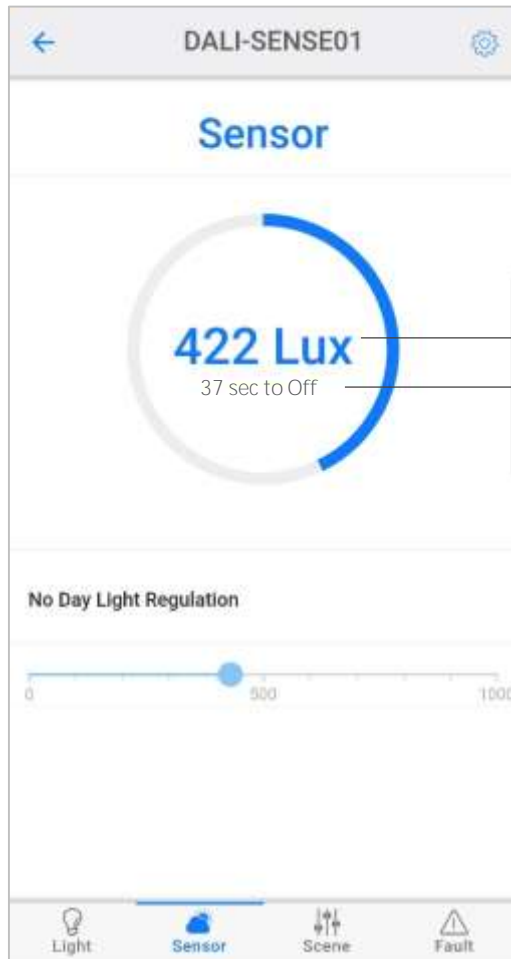 DALI-SENSE01
Sensor
422 Lux
37 sec to Off
No Day Light Regulation
0 500 1000
Light Sensor Scene Fault